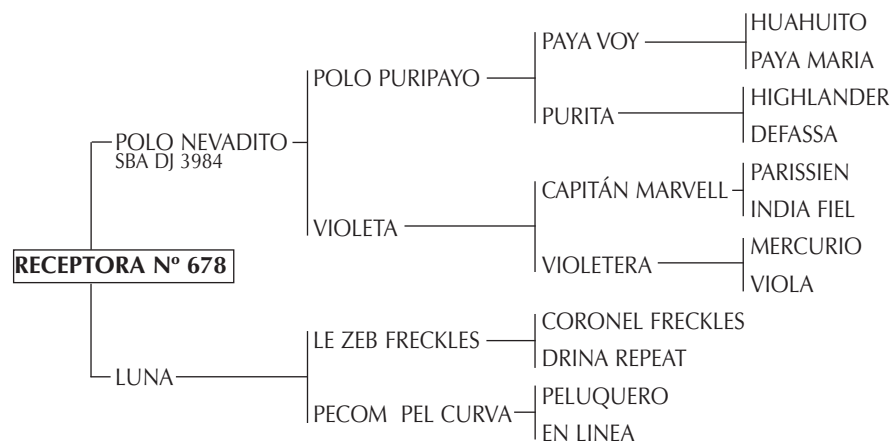 HUAHUITO
PAYA VOY
PAYA MARIA
POLO PURIPAYO
HIGHLANDER
PURITA
DEFASSA
POLO NEVADITO
SBA DJ 3984
PARISSIEN
CAPITÁN MARVELL
INDIA FIEL
VIOLETA
MERCURIO
VIOLETERA
VIOLA
RECEPTORA Nº 678
CORONEL FRECKLES
LE ZEB FRECKLES
DRINA REPEAT
LUNA
PELUQUERO
PECOM PEL CURVA
EN LINEA